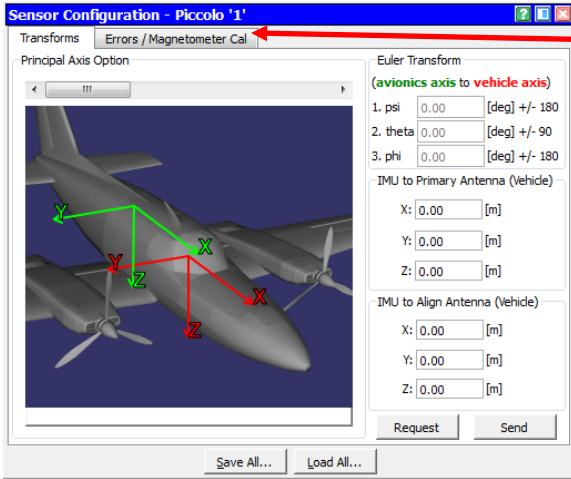 Sensor Configuration - Piccolo '1'
Transforms
Errors / Magnetometer Cal
Principal Axis Option
Y
X
Z
Y
X
Z
Euler Transform
(avionics axis to vehicle axis)
1. psi 0.00 [deg] +/- 180
2. theta 0.00 [deg] +/- 90
3. phi 0.00 [deg] +/- 180
IMU to Primary Antenna (Vehicle)
X: 0.00 [m]
Y: 0.00 [m]
Z: 0.00 [m]
IMU to Align Antenna (Vehicle)
X: 0.00 [m]
Y: 0.00 [m]
Z: 0.00 [m]
Request Send
Save All... Load All...